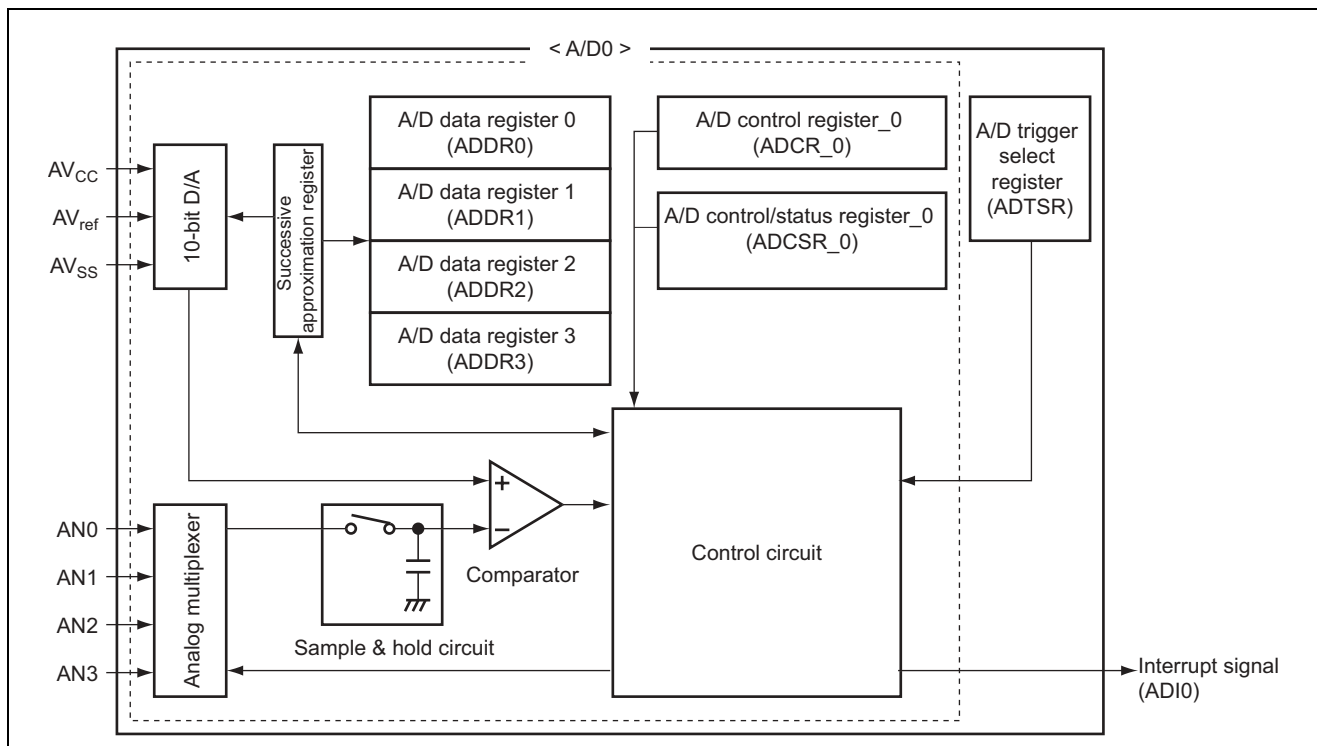 < A/D0 >
AVCC
AVref
AVSS
10-bit D/A
Successive
approximation register
A/D data register 0
(ADDR0)
A/D data register 1
(ADDR1)
A/D data register 2
(ADDR2)
A/D data register 3
(ADDR3)
A/D control register_0
(ADCR_0)
A/D control/status register_0
(ADCSR_0)
A/D trigger
select
register
(ADTSR)
AN0
AN1
AN2
AN3
Analog multiplexer
Sample & hold circuit
+
−
Comparator
Control circuit
Interrupt signal
(ADI0)